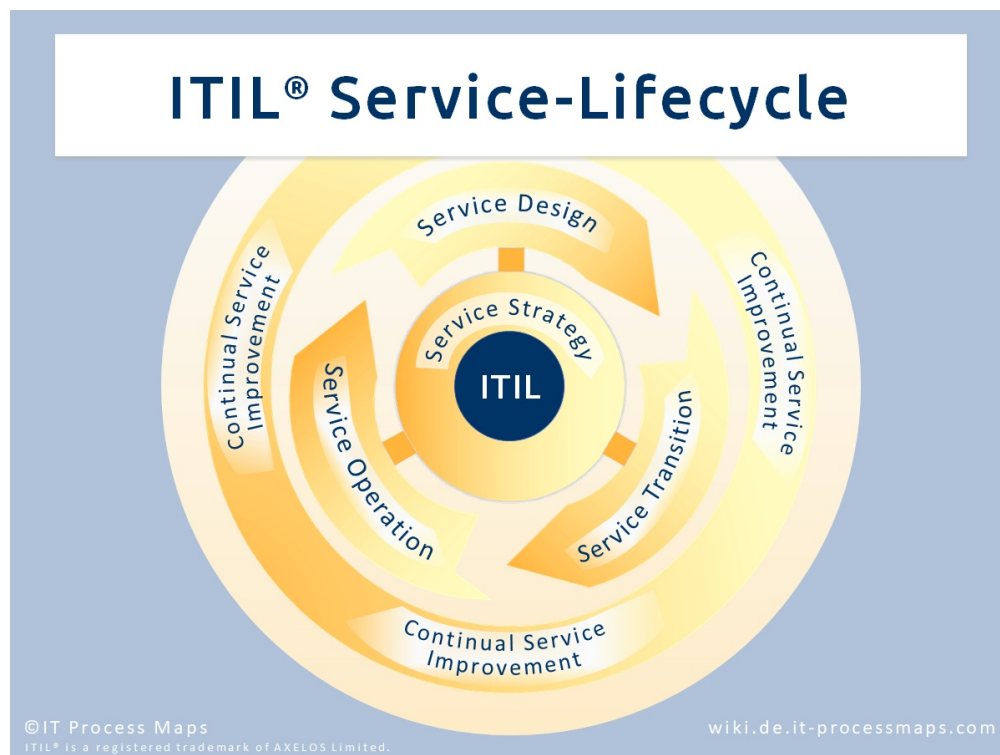 ITIL® Service-Lifecycle
Service Design
Continual Service
Improvement
Continual Service
Improvement
Service Strategy
ITIL
Service Operation
Service Transition
Continual Service
Improvement
©IT Process Maps
ITIL® is a registered trademark of AXELOS Limited.
wiki.de.it-processmaps.com